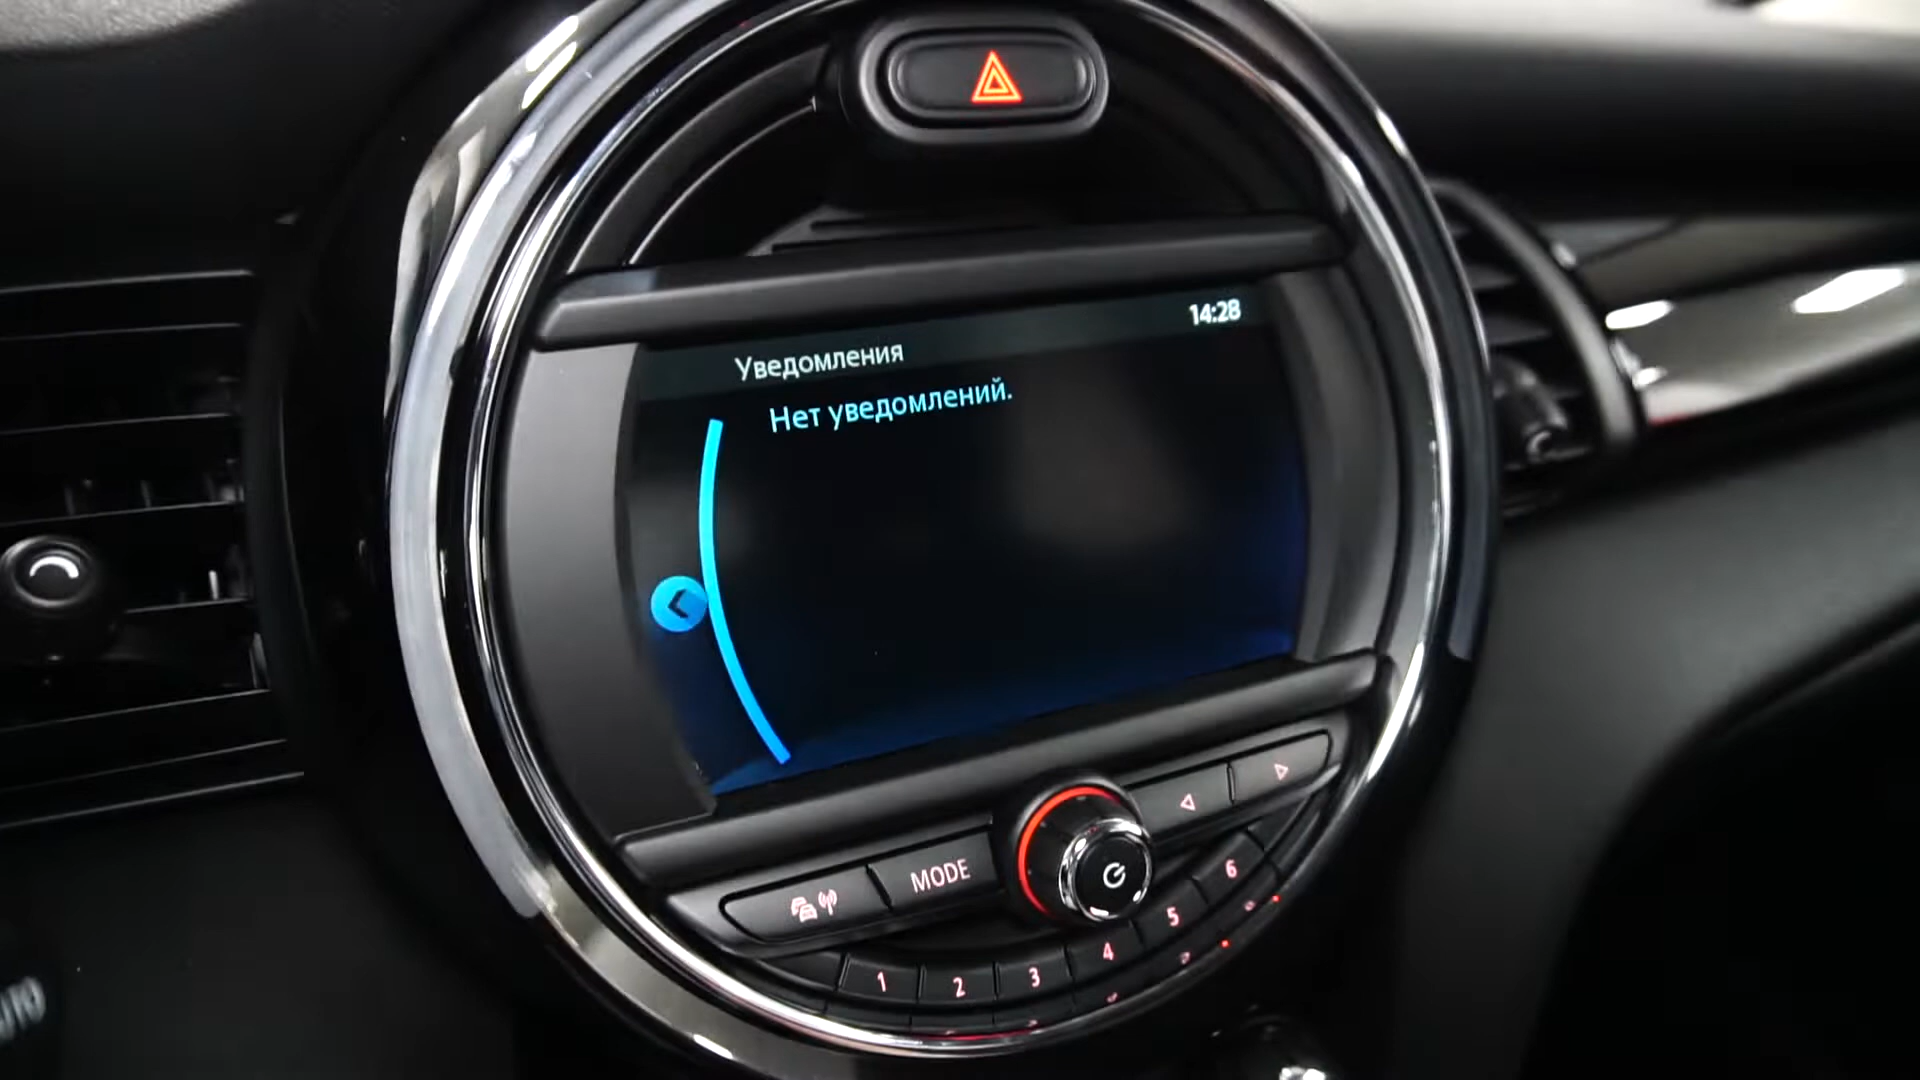 14:28
Уведомления
Нет уведомлений.
MODE
1 2 3 4 5 6